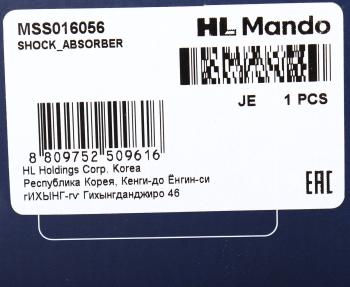 MSS016056
SHOCK_ABSORBER
HL Mando
JE 1 PCS
8 809752 509616
HL Holdings Corp. Korea
Республика Корея, Кенги-до Ёнгин-си
гИХЫНГ-гу Гихынгданджиро 46
EAC